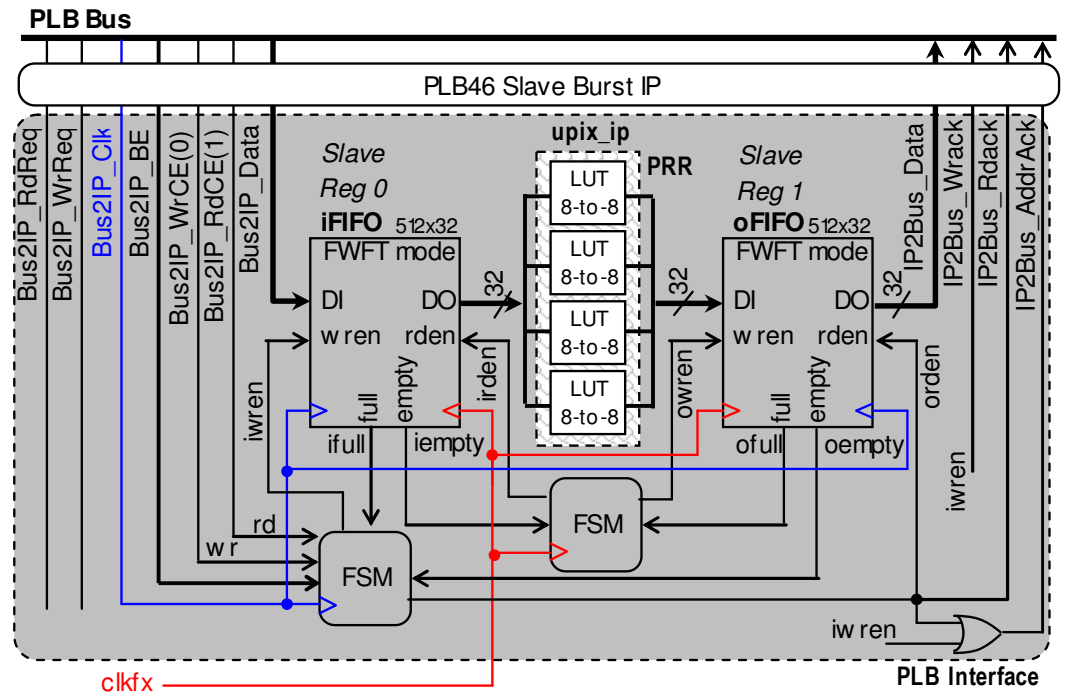 PLB Bus
PLB46 Slave Burst IP
Bus2IP_RdReq
Bus2IP_WrReq
Bus2IP_Clk
Bus2IP_BE
Bus2IP_WrCE(0)
Bus2IP_RdCE(1)
Bus2IP_Data
Slave
Reg 0
iFIFO 512x32
FWFT mode
DI
DO
wren
rden
full
empty
32
upix_ip
PRR
LUT
8-to-8
LUT
8-to-8
LUT
8-to-8
LUT
8-to-8
32
Slave
Reg 1
oFIFO 512x32
FWFT mode
DI
DO
wren
rden
full
empty
32
IP2Bus_Data
IP2Bus_Wrack
IP2Bus_Rdack
IP2Bus_AddrAck
iwren
ifull
iempty
irden
owren
ofull
oempty
orden
iwren
rd
wr
FSM
FSM
iwren
PLB Interface
clkfx